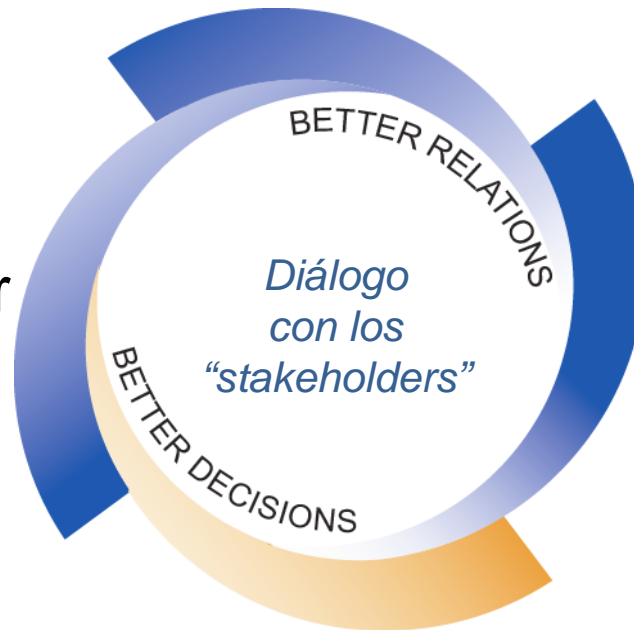 BETTER RELATIONS
r
Diálogo
con los
“stakeholders”
BETTER DECISIONS